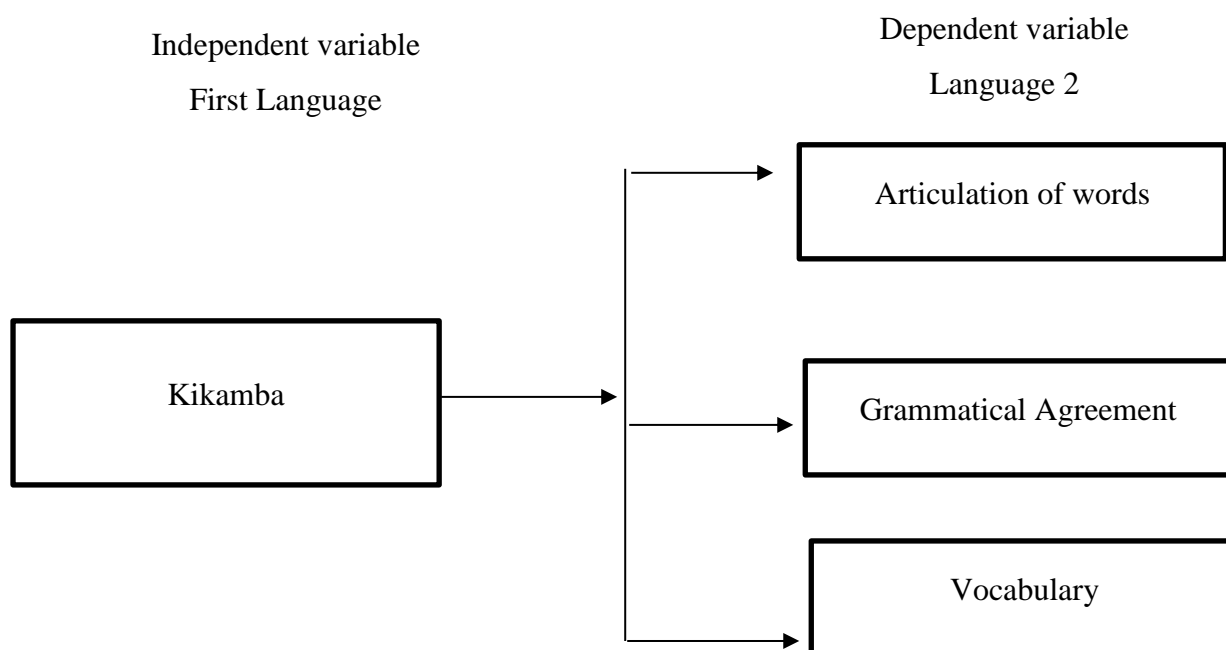 Independent variable
First Language
Dependent variable
Language 2
Articulation of words
Kikamba
Grammatical Agreement
Vocabulary